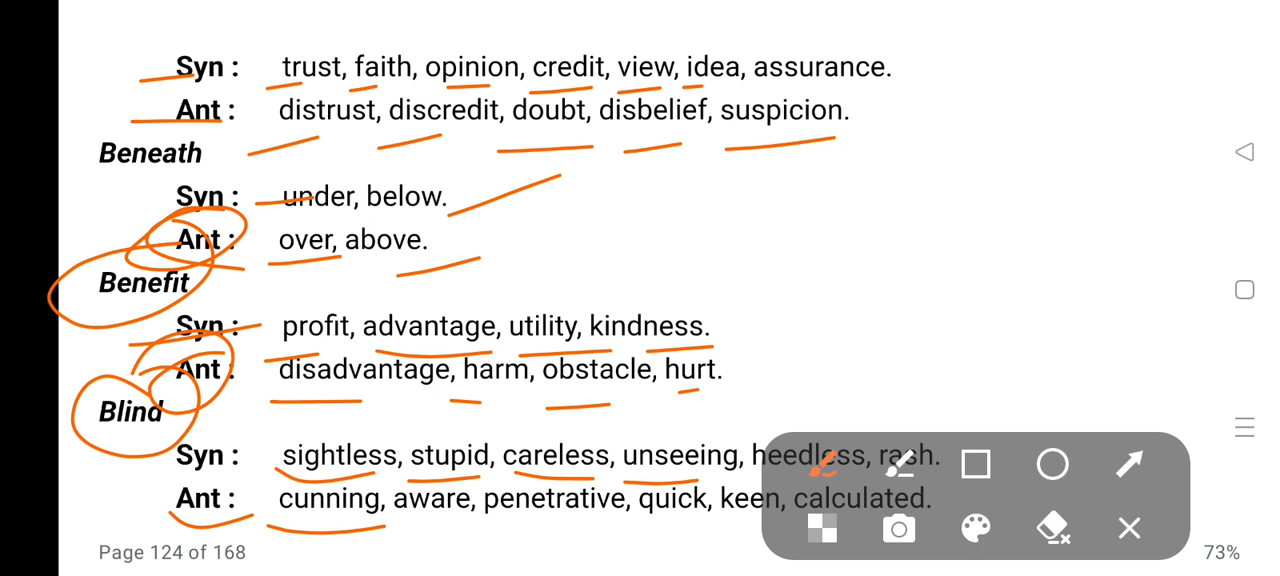 Syn : trust, faith, opinion, credit, view, idea, assurance.
Ant : distrust, discredit, doubt, disbelief, suspicion.
Beneath
Syn : under, below.
Ant : over, above.
Benefit
Syn : profit, advantage, utility, kindness.
Ant : disadvantage, harm, obstacle, hurt.
Blind
Syn : sightless, stupid, careless, unseeing, heedless, rash.
Ant : cunning, aware, penetrative, quick, keen, calculated.
Page 124 of 168 73%